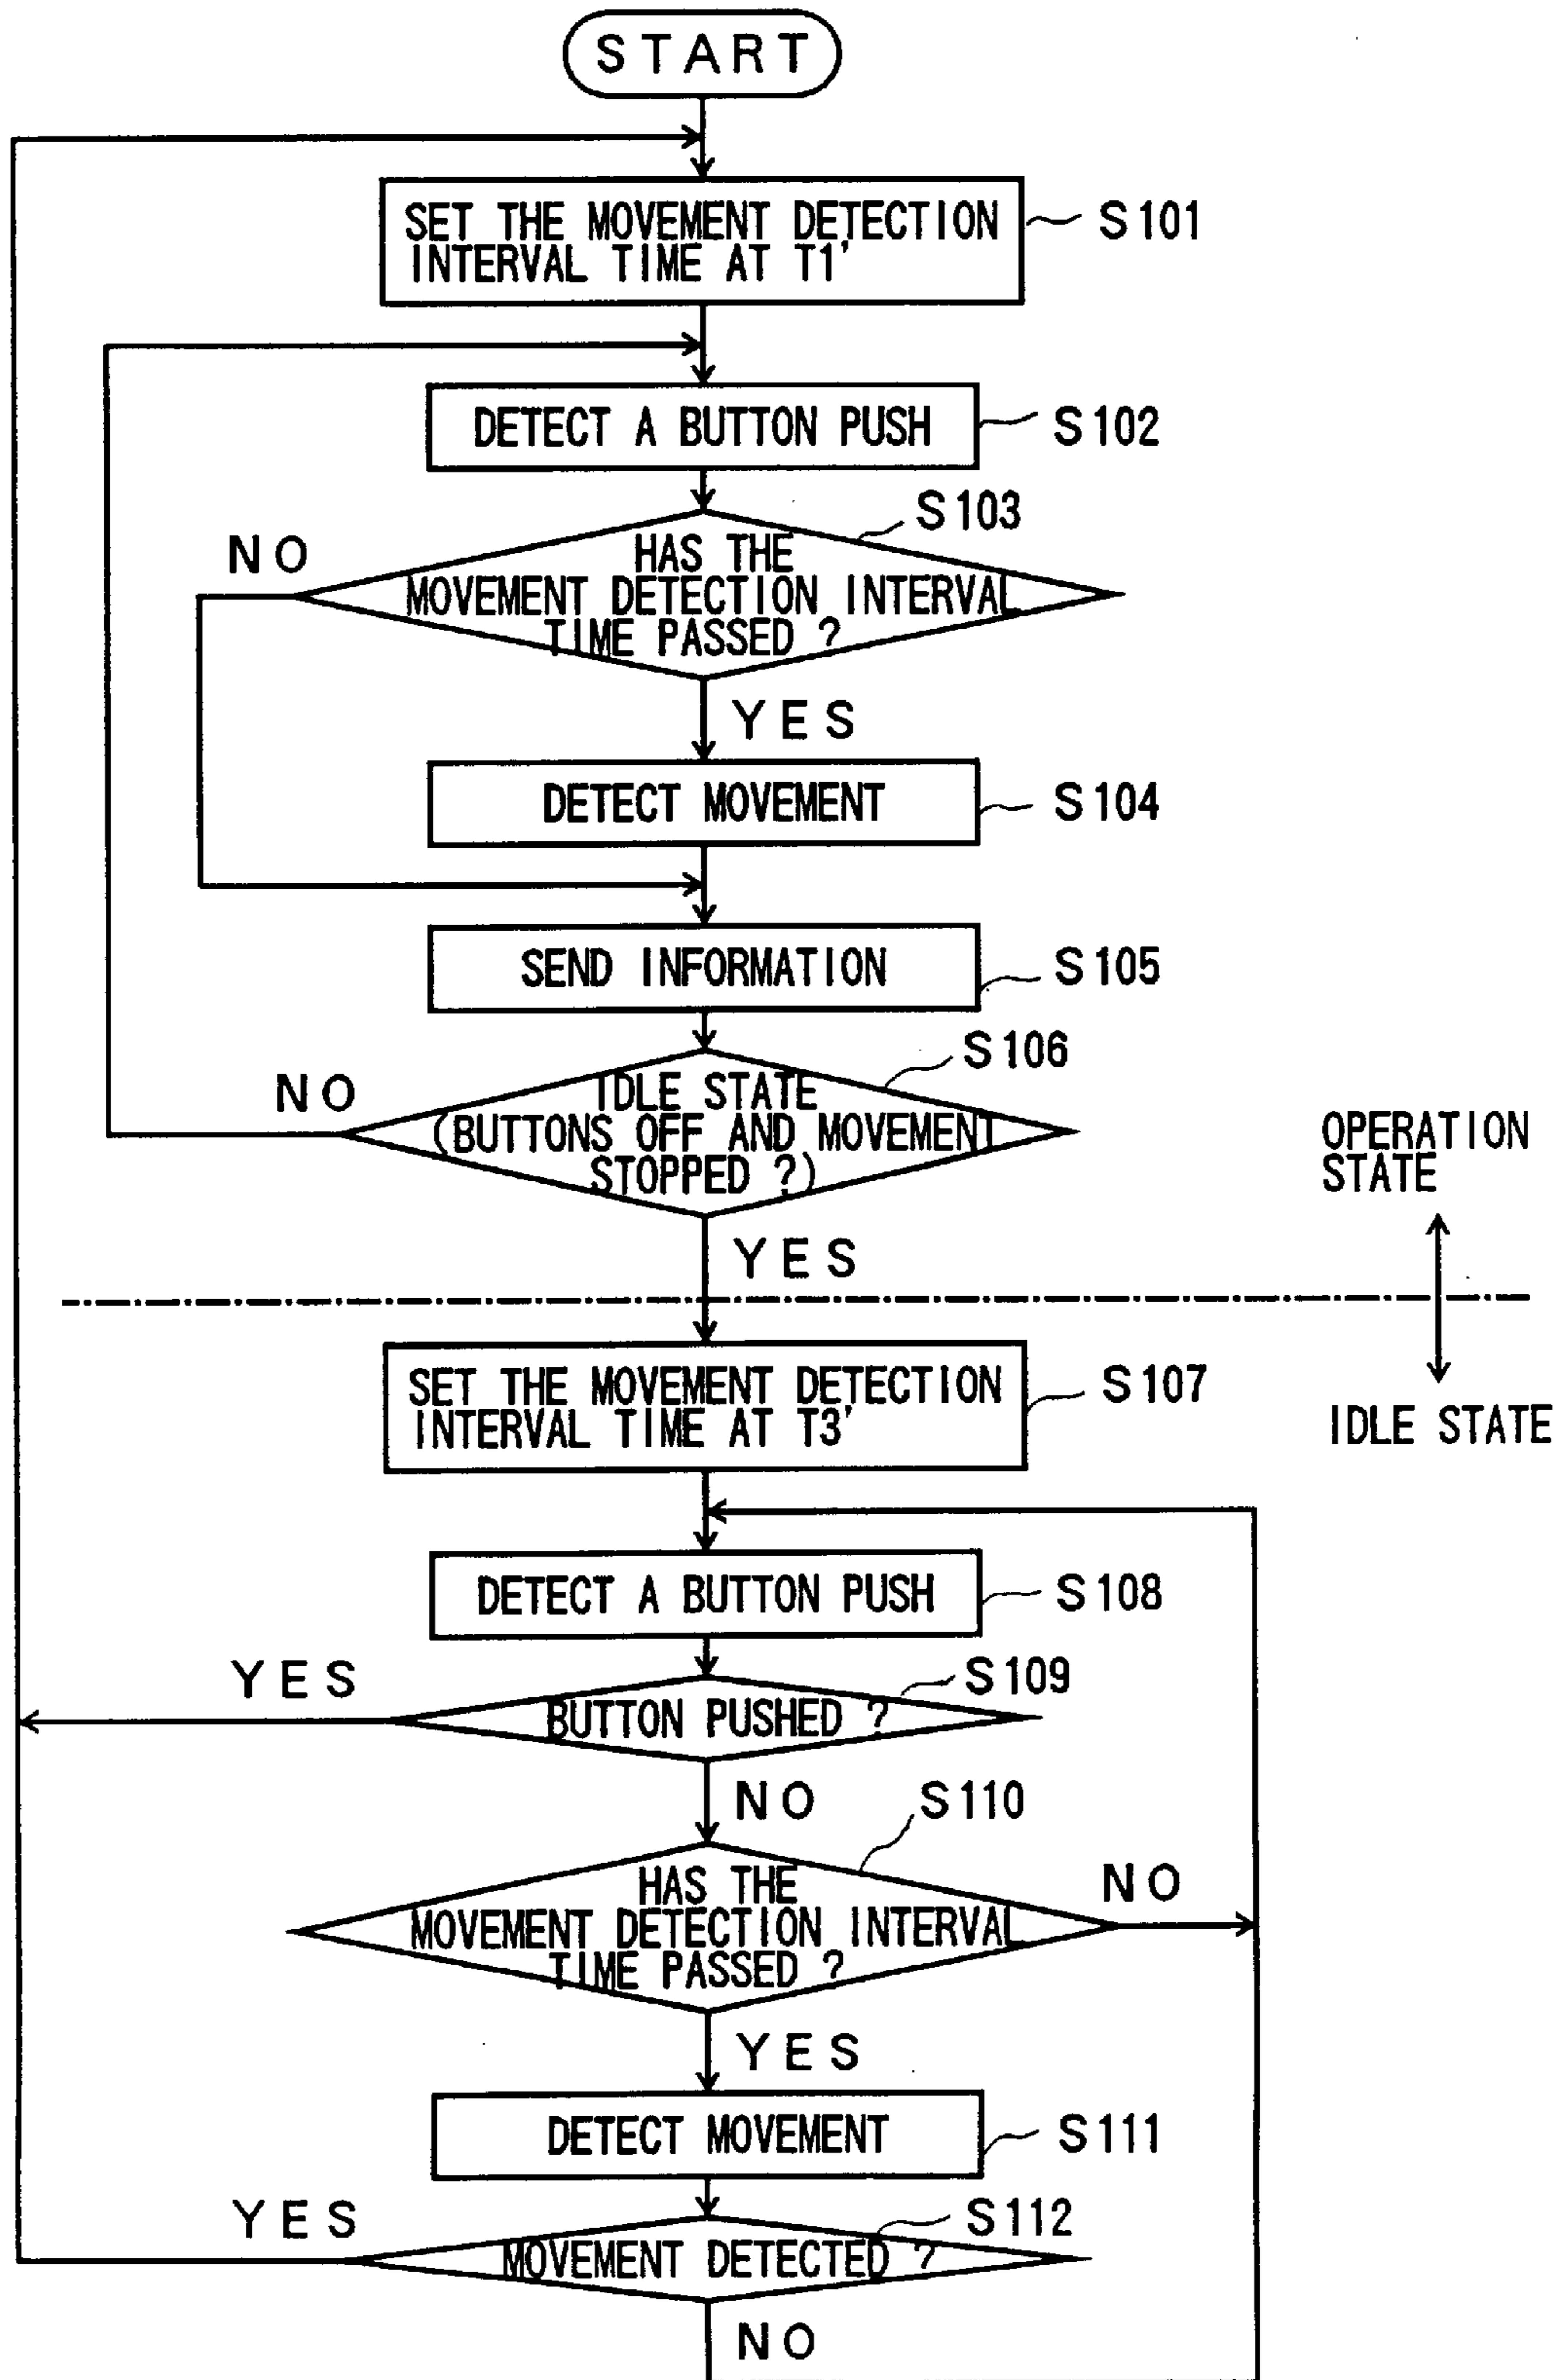 START
SET THE MOVEMENT DETECTION
INTERVAL TIME AT T1'
S101
DETECT A BUTTON PUSH
S102
S103
NO
HAS THE
MOVEMENT DETECTION INTERVAL
TIME PASSED ?
YES
DETECT MOVEMENT
S104
SEND INFORMATION
S105
S106
NO
IDLE STATE
(BUTTONS OFF AND MOVEMENT
STOPPED ?)
OPERATION
STATE
YES
SET THE MOVEMENT DETECTION
INTERVAL TIME AT T3'
S107
IDLE STATE
DETECT A BUTTON PUSH
S108
YES
S109
BUTTON PUSHED ?
NO
S110
HAS THE
MOVEMENT DETECTION INTERVAL
TIME PASSED ?
NO
YES
DETECT MOVEMENT
S111
YES
S112
MOVEMENT DETECTED ?
NO